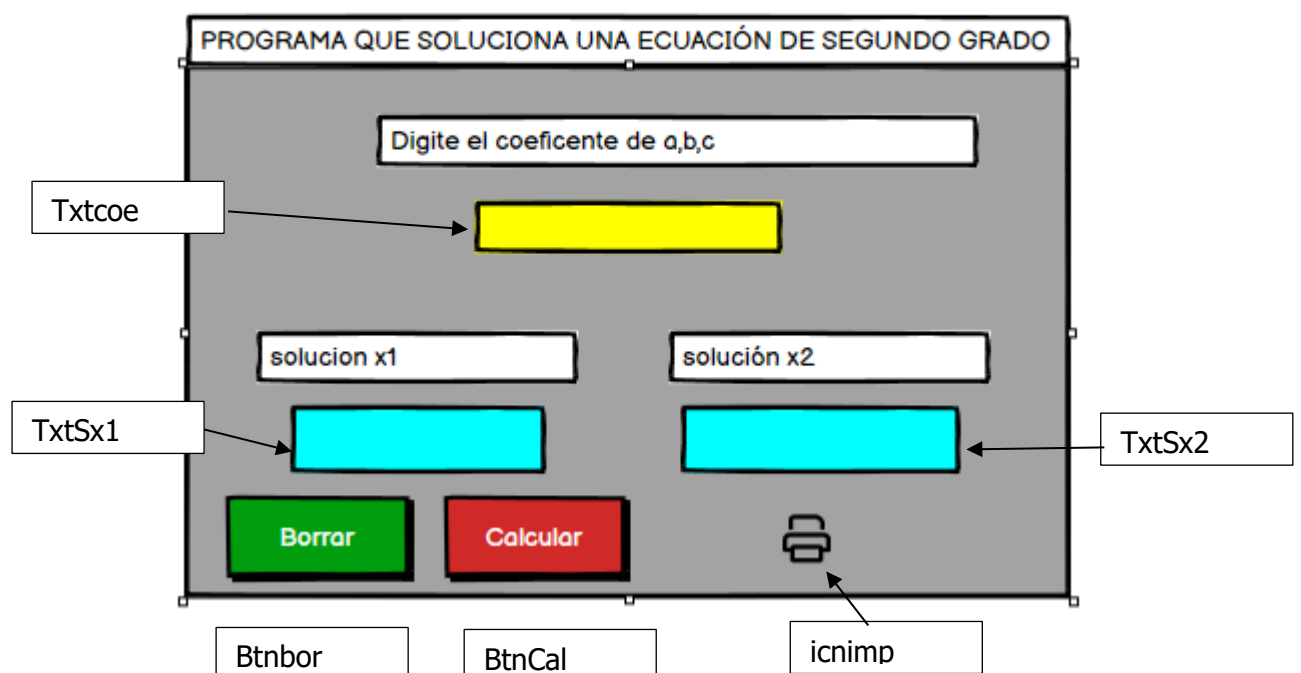 PROGRAMA QUE SOLUCIONA UNA ECUACIÓN DE SEGUNDO GRADO
Digite el coeficente de a,b,c
Txtcoe
solucion x1
solución x2
TxtSx1
TxtSx2
Borrar
Calcular
Btnbor
BtnCal
icnimp